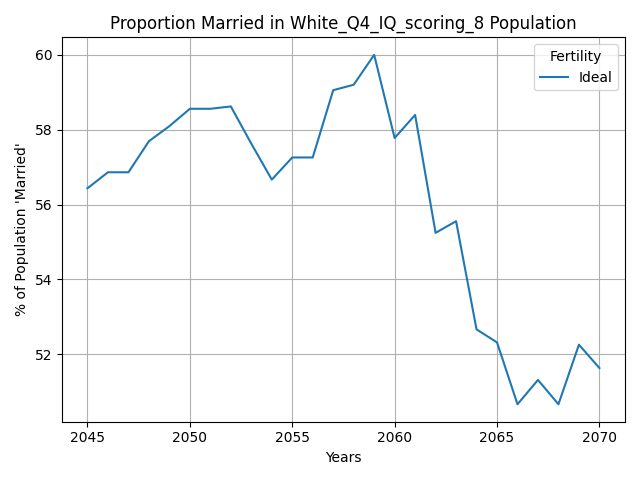 Proportion Married in White_Q4_IQ_scoring_8 Population
Fertility
Ideal
60
58
56
54
52
% of Population 'Married'
2045
2050
2055
2060
2065
2070
Years